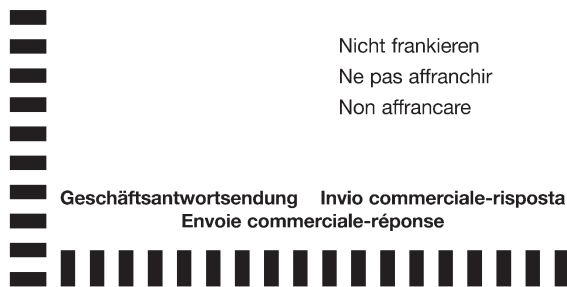 Nicht frankieren
Ne pas affranchir
Non affrancare
Geschäftsantwortsendung Invio commerciale-risposta
Envoie commerciale-réponse